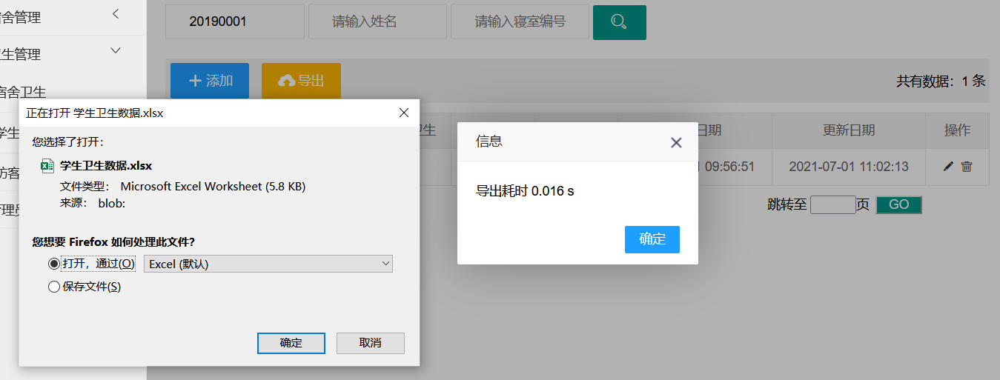 宿舍管理
卫生管理
宿舍卫生
20190001
请输入姓名
请输入寝室编号
添加
导出
共有数据：1 条
卫生
日期
更新日期
操作
09:56:51
2021-07-01 11:02:13
跳转至
页
GO
正在打开 学生卫生数据.xlsx
您选择了打开：
学生卫生数据.xlsx
文件类型： Microsoft Excel Worksheet (5.8 KB)
来源： blob:
您想要 Firefox 如何处理此文件？
打开，通过(O)
Excel (默认)
保存文件(S)
确定
取消
信息
导出耗时 0.016 s
确定
学生
访客
管理员